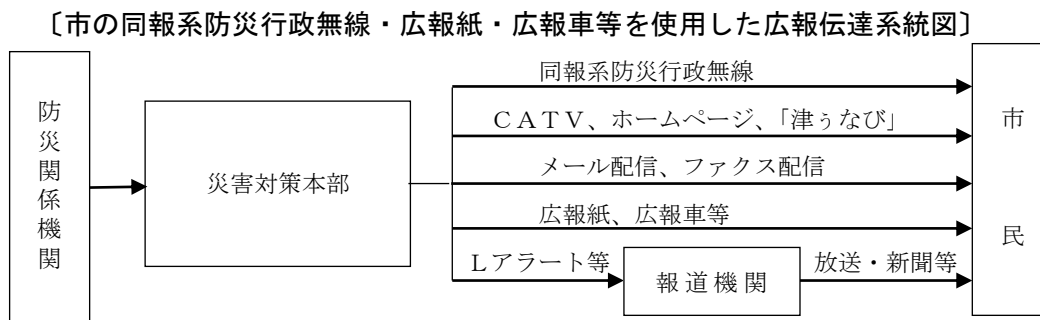 〔市の同報系防災行政無線・広報紙・広報車等を使用した広報伝達系統図〕
防災関係機関
災害対策本部
同報系防災行政無線
ＣＡＴＶ、ホームページ、「津ぅなび」
メール配信、ファクス配信
広報紙、広報車等
Ｌアラート等
報道機関
放送・新聞等
市民